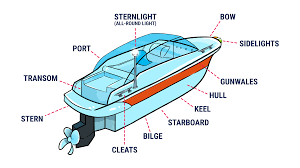 STERNLIGHT
(ALL-ROUND LIGHT)
BOW
PORT
SIDELIGHTS
TRANSOM
GUNWALES
HULL
KEEL
STERN
STARBOARD
BILGE
CLEATS